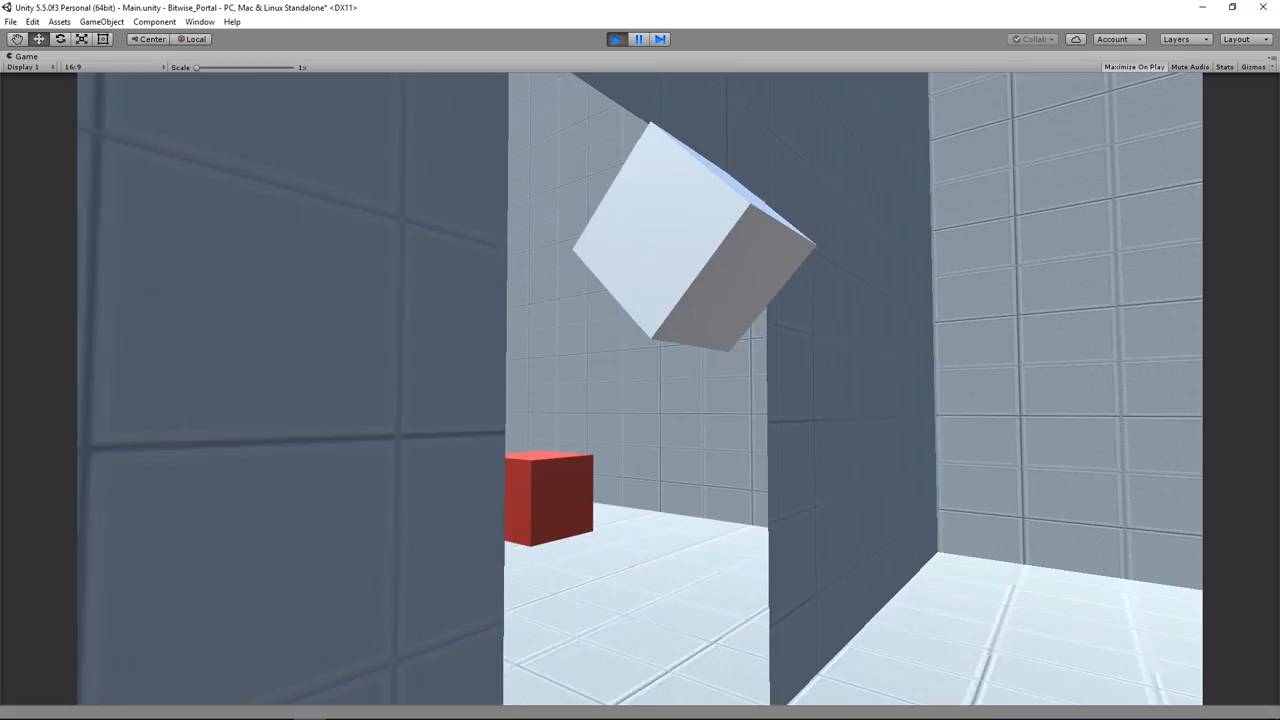 Unity 5.5.0f3 Personal (64bit) - Main.unity - Bitwise_Portal - PC, Mac & Linux Standalone* <DX11>
File Edit Assets GameObject Component Window Help
Center Local Collab Account Layers Layout
Game
Display 1 16:9 Scale 1x Maximize On Play Mute Audio Stats Gizmos